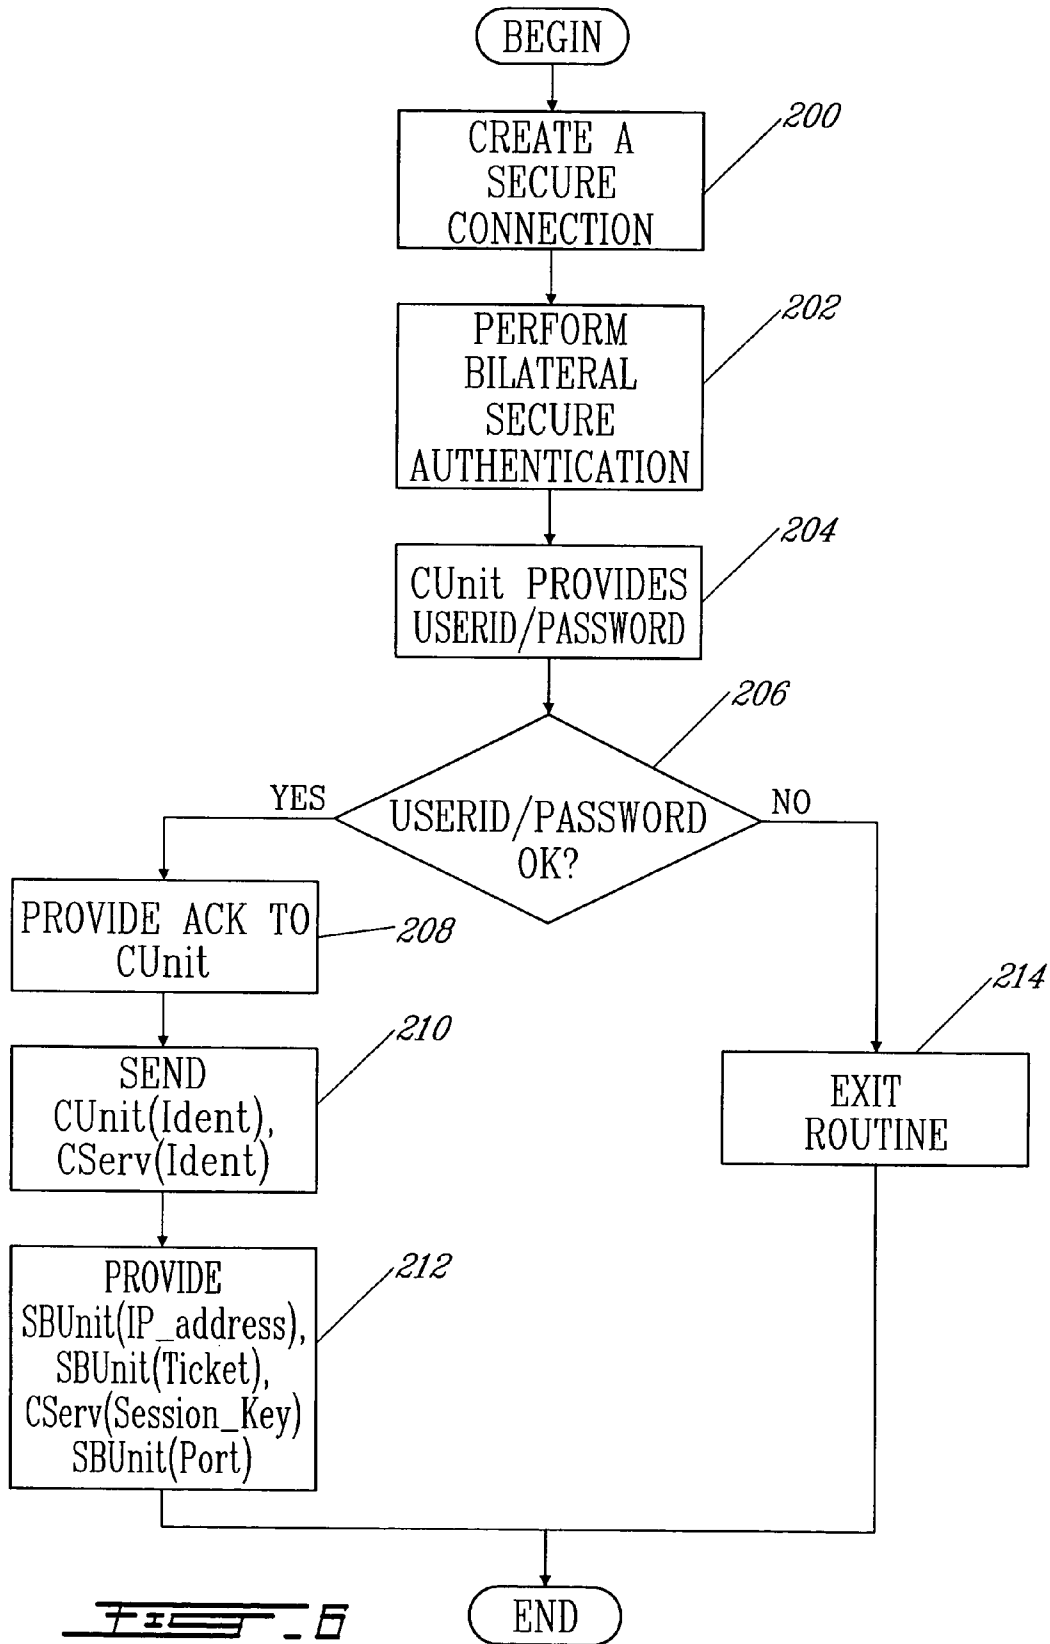 BEGIN
CREATE A
SECURE
CONNECTION
200
PERFORM
BILATERAL
SECURE
AUTHENTICATION
202
CUnit PROVIDES
USERID/PASSWORD
204
206
YES
USERID/PASSWORD
OK?
NO
PROVIDE ACK TO
CUnit
208
SEND
CUnit(Ident),
CServ(Ident)
210
214
EXIT
ROUTINE
PROVIDE
SBUnit(IP_address),
SBUnit(Ticket),
CServ(Session_Key)
SBUnit(Port)
212
END
Fig_6